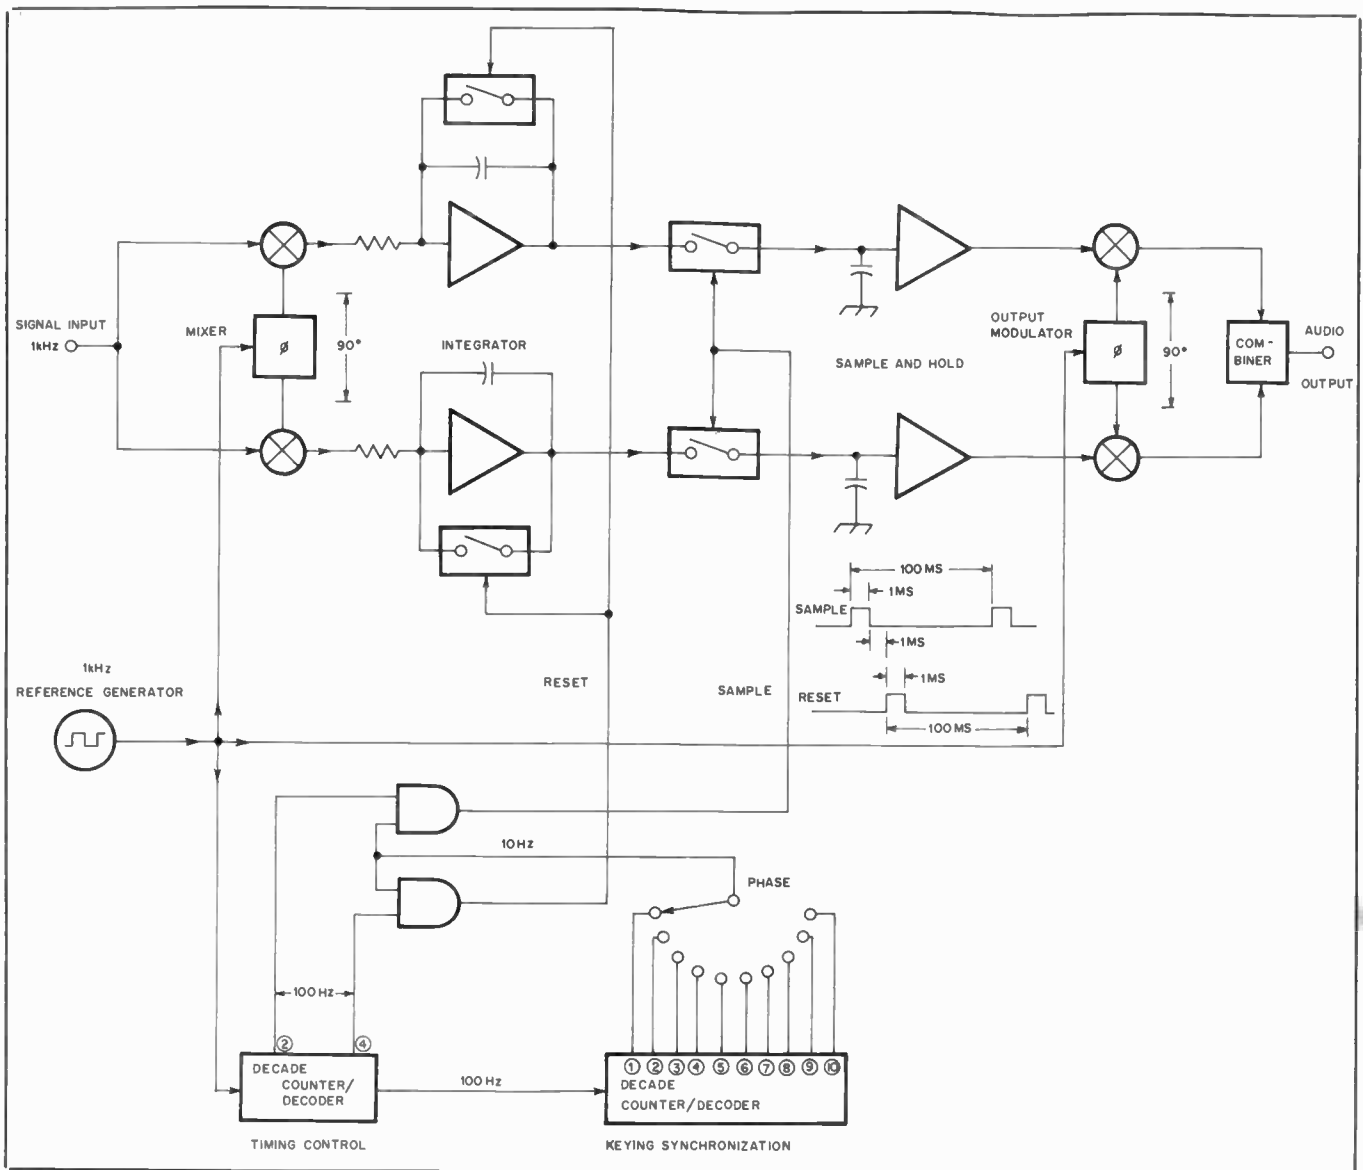 SIGNAL INPUT
1kHz
MIXER
ø
90°
INTEGRATOR
SAMPLE AND HOLD
OUTPUT
MODULATOR
ø
90°
COM-
BINER
AUDIO
OUTPUT
100 MS
1MS
SAMPLE
1MS
1MS
RESET
100 MS
1kHz
REFERENCE GENERATOR
RESET
SAMPLE
10Hz
PHASE
100 Hz
2 4
DECADE
COUNTER/
DECODER
100Hz
1 2 3 4 5 6 7 8 9 10
DECADE
COUNTER/DECODER
TIMING CONTROL
KEYING SYNCHRONIZATION